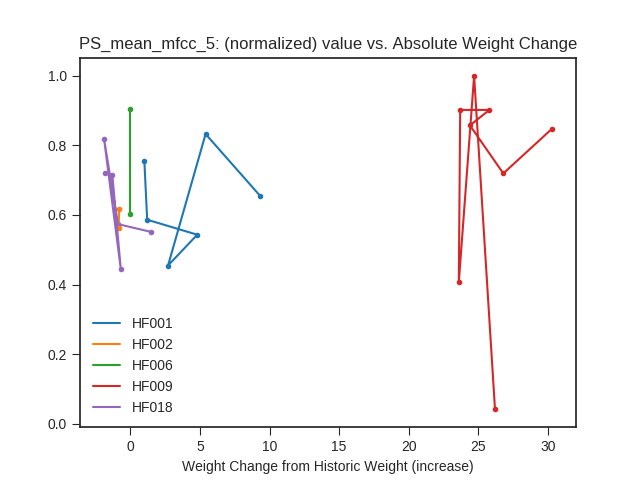 PS_mean_mfcc_5: (normalized) value vs. Absolute Weight Change
1.0
0.8
0.6
0.4
0.2
0.0
HF001
HF002
HF006
HF009
HF018
0 5 10 15 20 25 30
Weight Change from Historic Weight (increase)